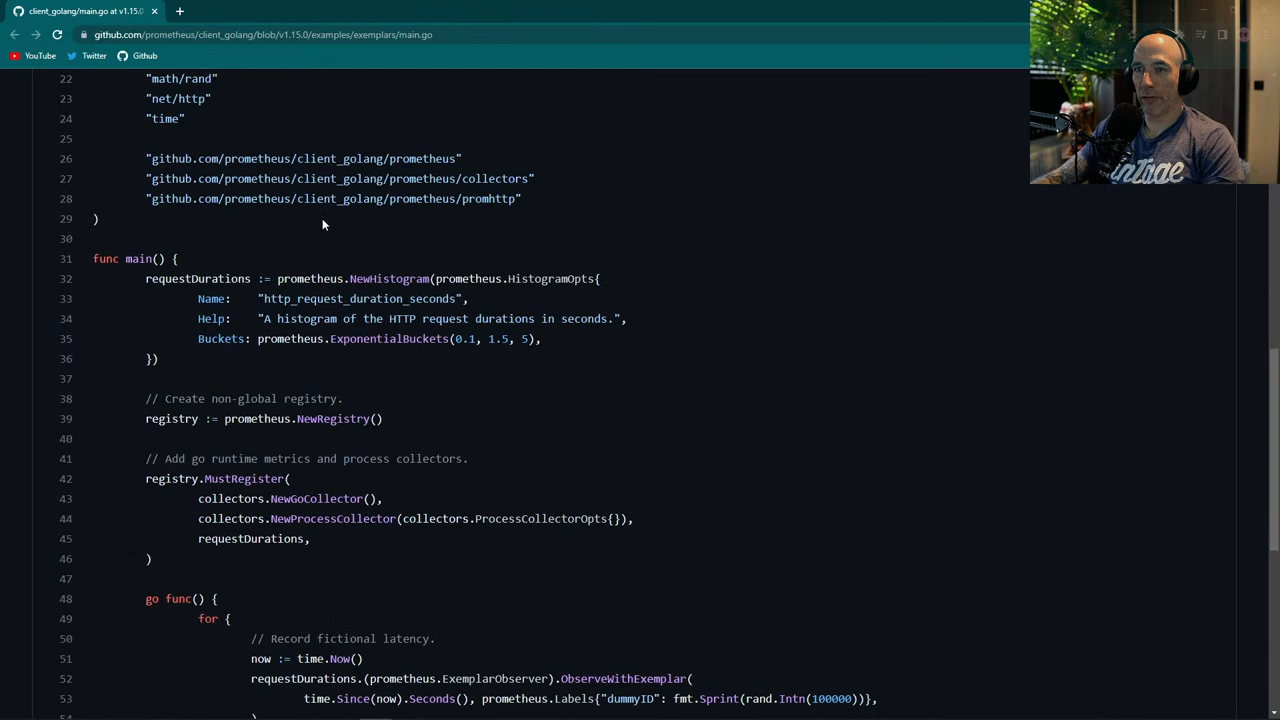 client_golang/main.go at v1.15.0
github.com/prometheus/client_golang/blob/v1.15.0/examples/exemplars/main.go
YouTube Twitter Github
22 "math/rand"
23 "net/http"
24 "time"
25
26 "github.com/prometheus/client_golang/prometheus"
27 "github.com/prometheus/client_golang/prometheus/collectors"
28 "github.com/prometheus/client_golang/prometheus/promhttp"
29 )
30
31 func main() {
32 requestDurations := prometheus.NewHistogram(prometheus.HistogramOpts{
33 Name: "http_request_duration_seconds",
34 Help: "A histogram of the HTTP request durations in seconds.",
35 Buckets: prometheus.ExponentialBuckets(0.1, 1.5, 5),
36 })
37
38 // Create non-global registry.
39 registry := prometheus.NewRegistry()
40
41 // Add go runtime metrics and process collectors.
42 registry.MustRegister(
43 collectors.NewGoCollector(),
44 collectors.NewProcessCollector(collectors.ProcessCollectorOpts{}),
45 requestDurations,
46 )
47
48 go func() {
49 for {
50 // Record fictional latency.
51 now := time.Now()
52 requestDurations.(prometheus.ExemplarObserver).ObserveWithExemplar(
53 time.Since(now).Seconds(), prometheus.Labels{"dummyID": fmt.Sprint(rand.Intn(100000))},
54 )